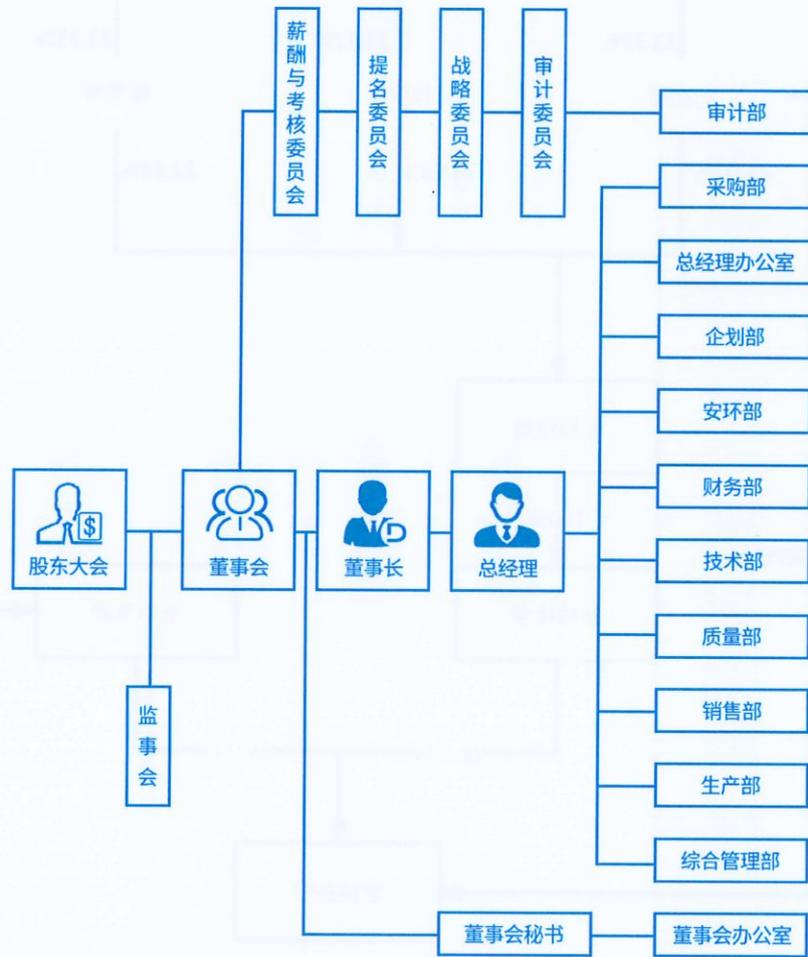 薪酬与考核委员会
提名委员会
战略委员会
审计委员会
审计部
采购部
总经理办公室
企划部
安环部
财务部
技术部
质量部
销售部
生产部
综合管理部
股东大会
董事会
董事长
总经理
监事会
董事会秘书
董事会办公室
$
D